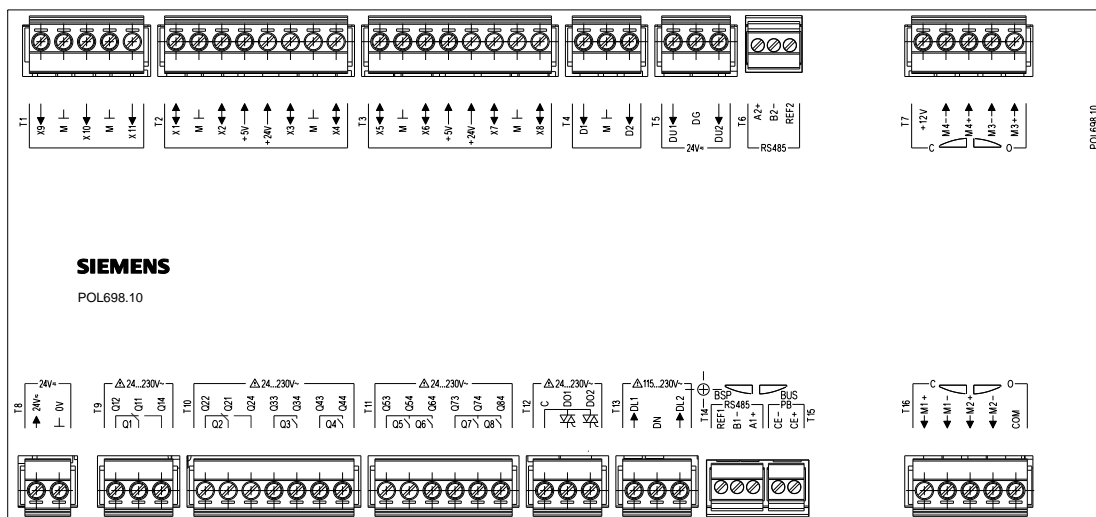 T1 X9 M X10 M X11
T2 X1 M X2 +5V +24V X3 M X4
T3 X5 M X6 +5V +24V X7 M X8
T4 D1 M D2
T5 DU1 DG DU2
24V≂
T6 A2+ B2- REF2
RS485
T7 +12V M4- M4+ M3- M3+
C O
POL698.10
SIEMENS
POL698.10
24V≂
T8 24V≂ 0V
⚠24...230V~
T9 Q12 Q11 Q14
Q1
⚠24...230V~
T10 Q22 Q21 Q24 Q33 Q34 Q43 Q44
Q2 Q3 Q4
⚠24...230V~
T11 Q53 Q54 Q64 Q73 Q74 Q84
Q5 Q6 Q7 Q8
⚠24...230V~
T12 C DO1 DO2
⚠115...230V~
T13 DL1 DN DL2
BSP BUS
RS485 PB
T14 REF1 B1- A1+
CE- CE+ T15
C O
T16 M1+ M1- M2+ M2- COM